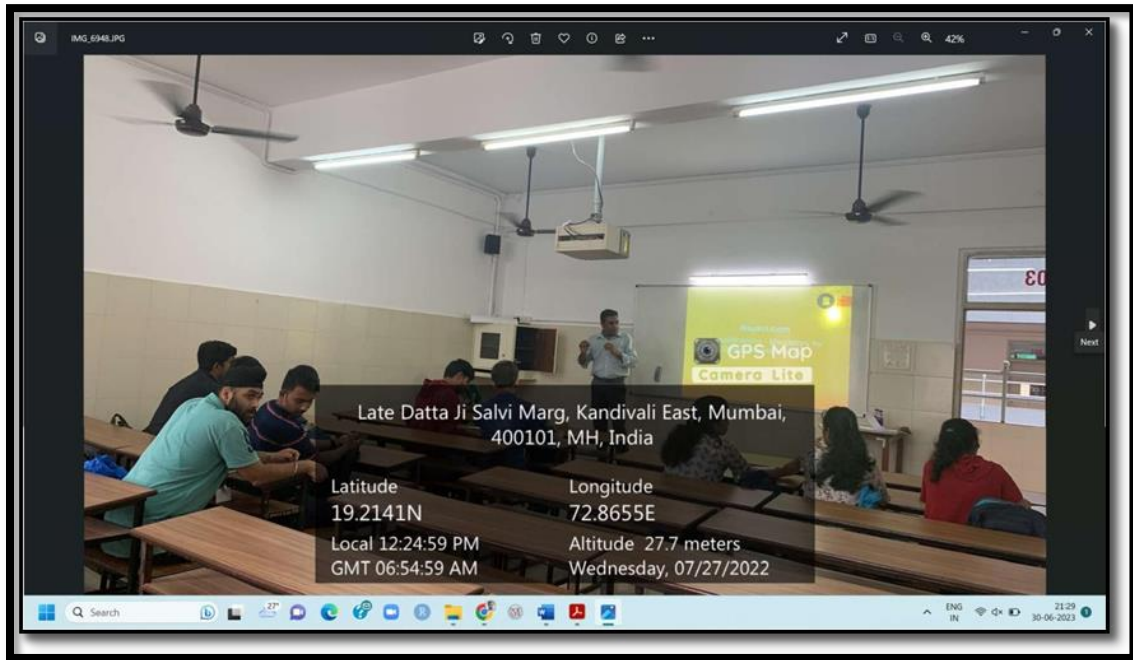 IMG_6948.JPG
42%
03
Next
GPS Map
Camera Lite
Late Datta Ji Salvi Marg, Kandivali East, Mumbai,
400101, MH, India
Latitude
Longitude
19.2141N
72.8655E
Local 12:24:59 PM
Altitude 27.7 meters
GMT 06:54:59 AM
Wednesday, 07/27/2022
Search
27°
ENG
IN
21:29
30-06-2023